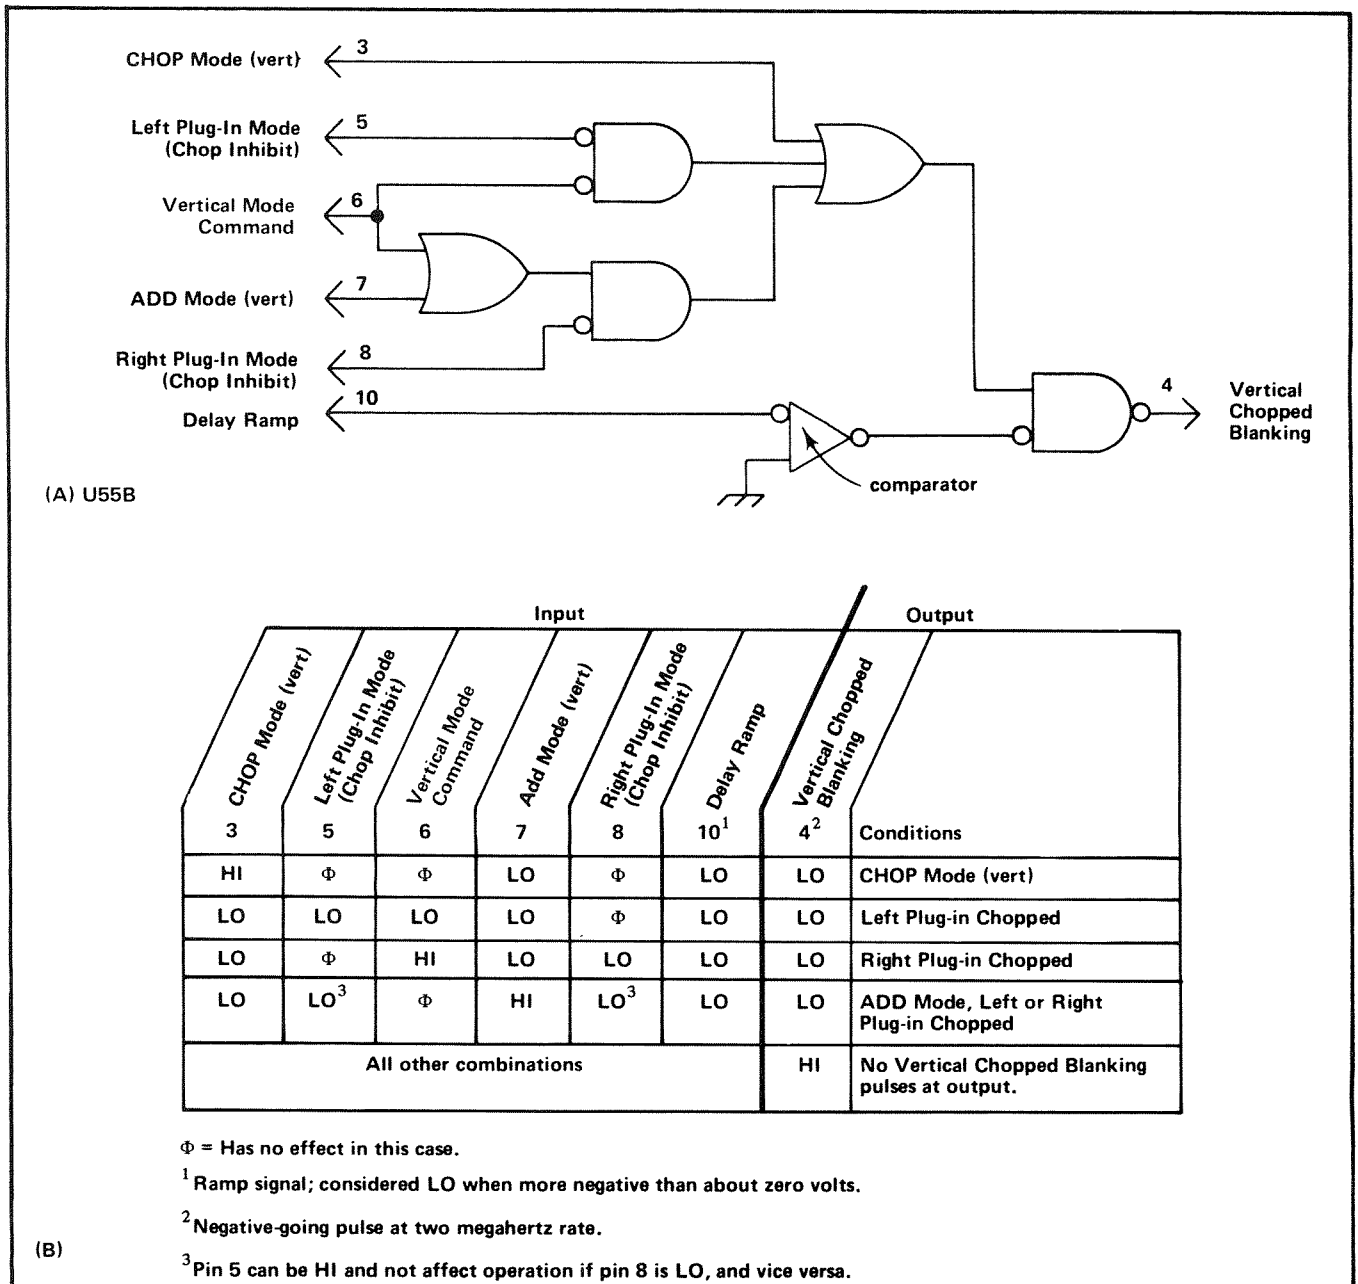 CHOP Mode (vert)
3
Left Plug-In Mode
(Chop Inhibit)
5
Vertical Mode
Command
6
ADD Mode (vert)
7
Right Plug-In Mode
(Chop Inhibit)
8
Delay Ramp
10
4
Vertical
Chopped
Blanking
comparator
(A) U55B
Input
Output
CHOP Mode (vert)
Left Plug-In Mode
(Chop Inhibit)
Vertical Mode
Command
Add Mode (vert)
Right Plug-In Mode
(Chop Inhibit)
Delay Ramp
Vertical Chopped
Blanking
3 5 6 7 8 10¹ 4² Conditions
HI Φ Φ LO Φ LO LO CHOP Mode (vert)
LO LO LO LO Φ LO LO Left Plug-in Chopped
LO Φ HI LO LO LO LO Right Plug-in Chopped
LO LO³ Φ HI LO³ LO LO ADD Mode, Left or Right
Plug-in Chopped
All other combinations HI No Vertical Chopped Blanking
pulses at output.
Φ = Has no effect in this case.
¹ Ramp signal; considered LO when more negative than about zero volts.
² Negative-going pulse at two megahertz rate.
(B)
³ Pin 5 can be HI and not affect operation if pin 8 is LO, and vice versa.